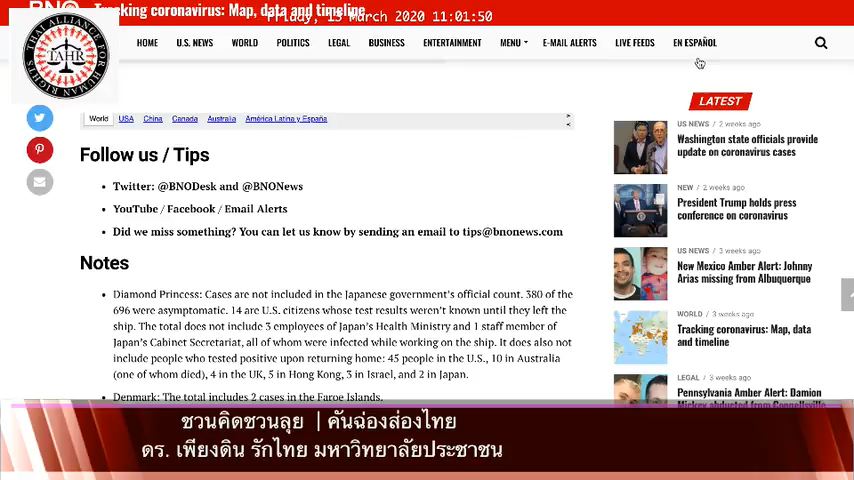 BNO
Tracking coronavirus: Map, data and timeline
Friday, 13 March 2020 11:01:50
THAI ALLIANCE FOR HUMAN RIGHTS
TAHR
HOME U.S. NEWS WORLD POLITICS LEGAL BUSINESS ENTERTAINMENT MENU E-MAIL ALERTS LIVE FEEDS EN ESPAÑOL
World USA China Canada Australia América Latina y España
Follow us / Tips
• Twitter: @BNODesk and @BNONews
• YouTube / Facebook / Email Alerts
• Did we miss something? You can let us know by sending an email to tips@bnonews.com
Notes
• Diamond Princess: Cases are not included in the Japanese government's official count. 380 of the
696 were asymptomatic. 14 are U.S. citizens whose test results weren't known until they left the
ship. The total does not include 3 employees of Japan's Health Ministry and 1 staff member of
Japan's Cabinet Secretariat, all of whom were infected while working on the ship. It does also not
include people who tested positive upon returning home: 45 people in the U.S., 10 in Australia
(one of whom died), 4 in the UK, 5 in Hong Kong, 3 in Israel, and 2 in Japan.
• Denmark: The total includes 2 cases in the Faroe Islands.
LATEST
US NEWS / 2 weeks ago
Washington state officials provide
update on coronavirus cases
NEW / 2 weeks ago
President Trump holds press
conference on coronavirus
US NEWS / 3 weeks ago
New Mexico Amber Alert: Johnny
Arias missing from Albuquerque
WORLD / 3 weeks ago
Tracking coronavirus: Map, data
and timeline
LEGAL / 3 weeks ago
Pennsylvania Amber Alert: Damion
Mickey abducted from Connellsville
ชวนคิดชวนลุย | คันฉ่องส่องไทย
ดร. เพียงดิน รักไทย มหาวิทยาลัยประชาชน